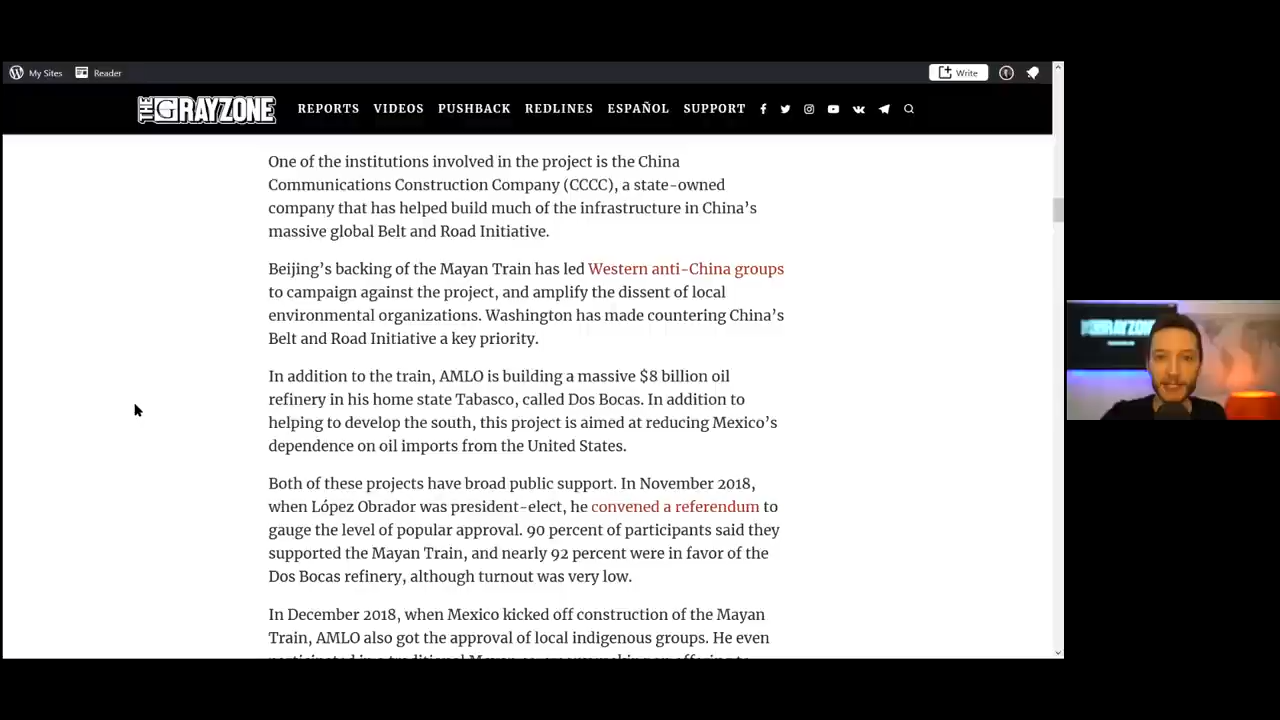 My Sites Reader Write
THE GRAYZONE REPORTS VIDEOS PUSHBACK REDLINES ESPAÑOL SUPPORT
One of the institutions involved in the project is the China
Communications Construction Company (CCCC), a state-owned
company that has helped build much of the infrastructure in China’s
massive global Belt and Road Initiative.
Beijing’s backing of the Mayan Train has led Western anti-China groups
to campaign against the project, and amplify the dissent of local
environmental organizations. Washington has made countering China’s
Belt and Road Initiative a key priority.
In addition to the train, AMLO is building a massive $8 billion oil
refinery in his home state Tabasco, called Dos Bocas. In addition to
helping to develop the south, this project is aimed at reducing Mexico’s
dependence on oil imports from the United States.
Both of these projects have broad public support. In November 2018,
when López Obrador was president-elect, he convened a referendum to
gauge the level of popular approval. 90 percent of participants said they
supported the Mayan Train, and nearly 92 percent were in favor of the
Dos Bocas refinery, although turnout was very low.
In December 2018, when Mexico kicked off construction of the Mayan
Train, AMLO also got the approval of local indigenous groups. He even